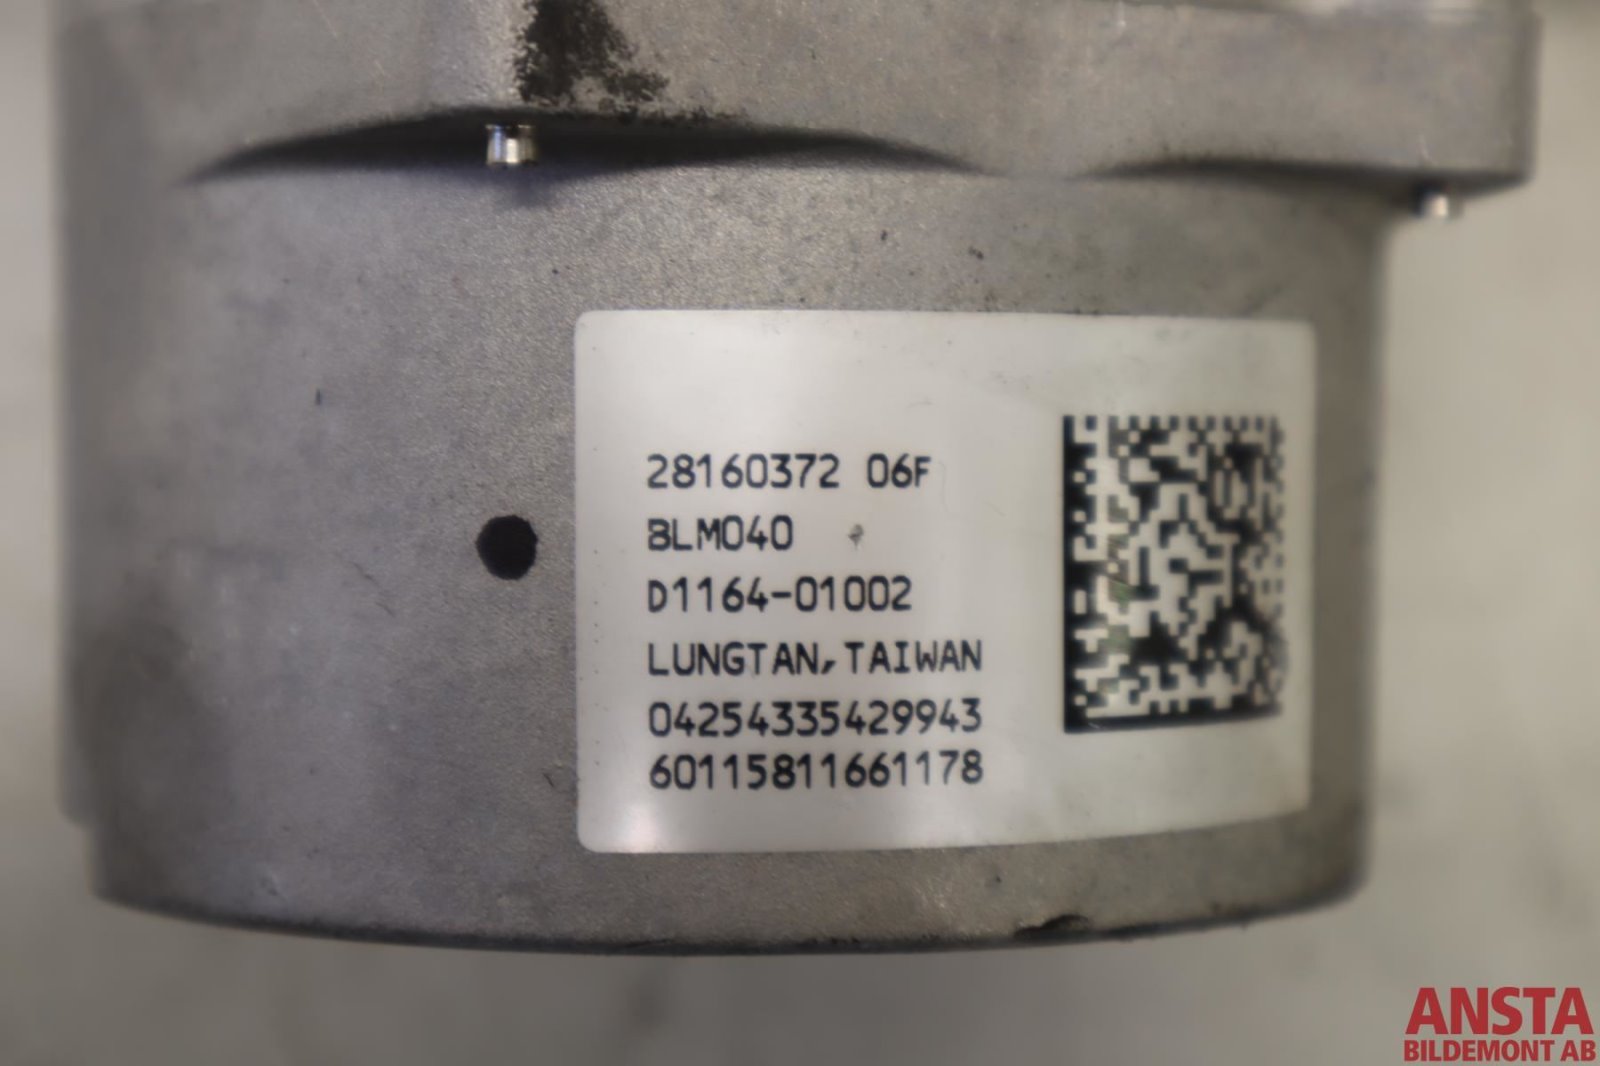 28160372 06F
BLM040
D1164-01002
LUNGTAN,TAIWAN
04254335429943
60115811661178
ANSTA
BILDEMONT AB